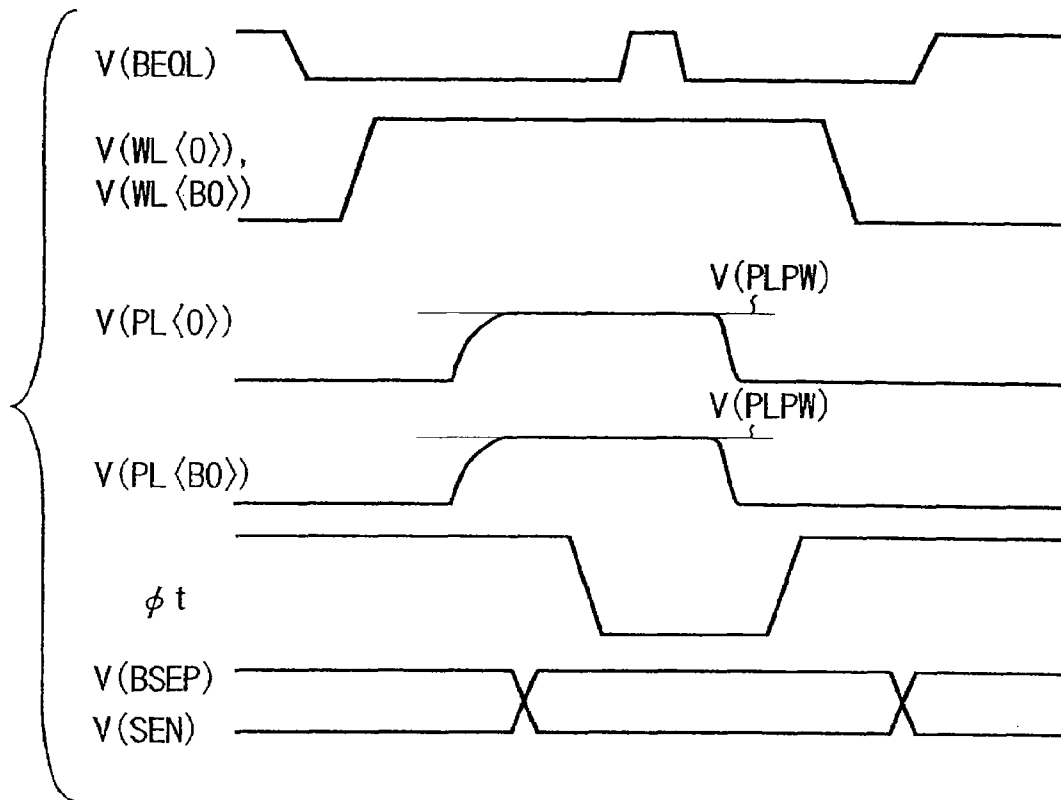 V(BEQL)
V(WL〈0〉),
V(WL〈B0〉)
V(PLPW)
V(PL〈0〉)
V(PLPW)
V(PL〈B0〉)
φt
V(BSEP)
V(SEN)